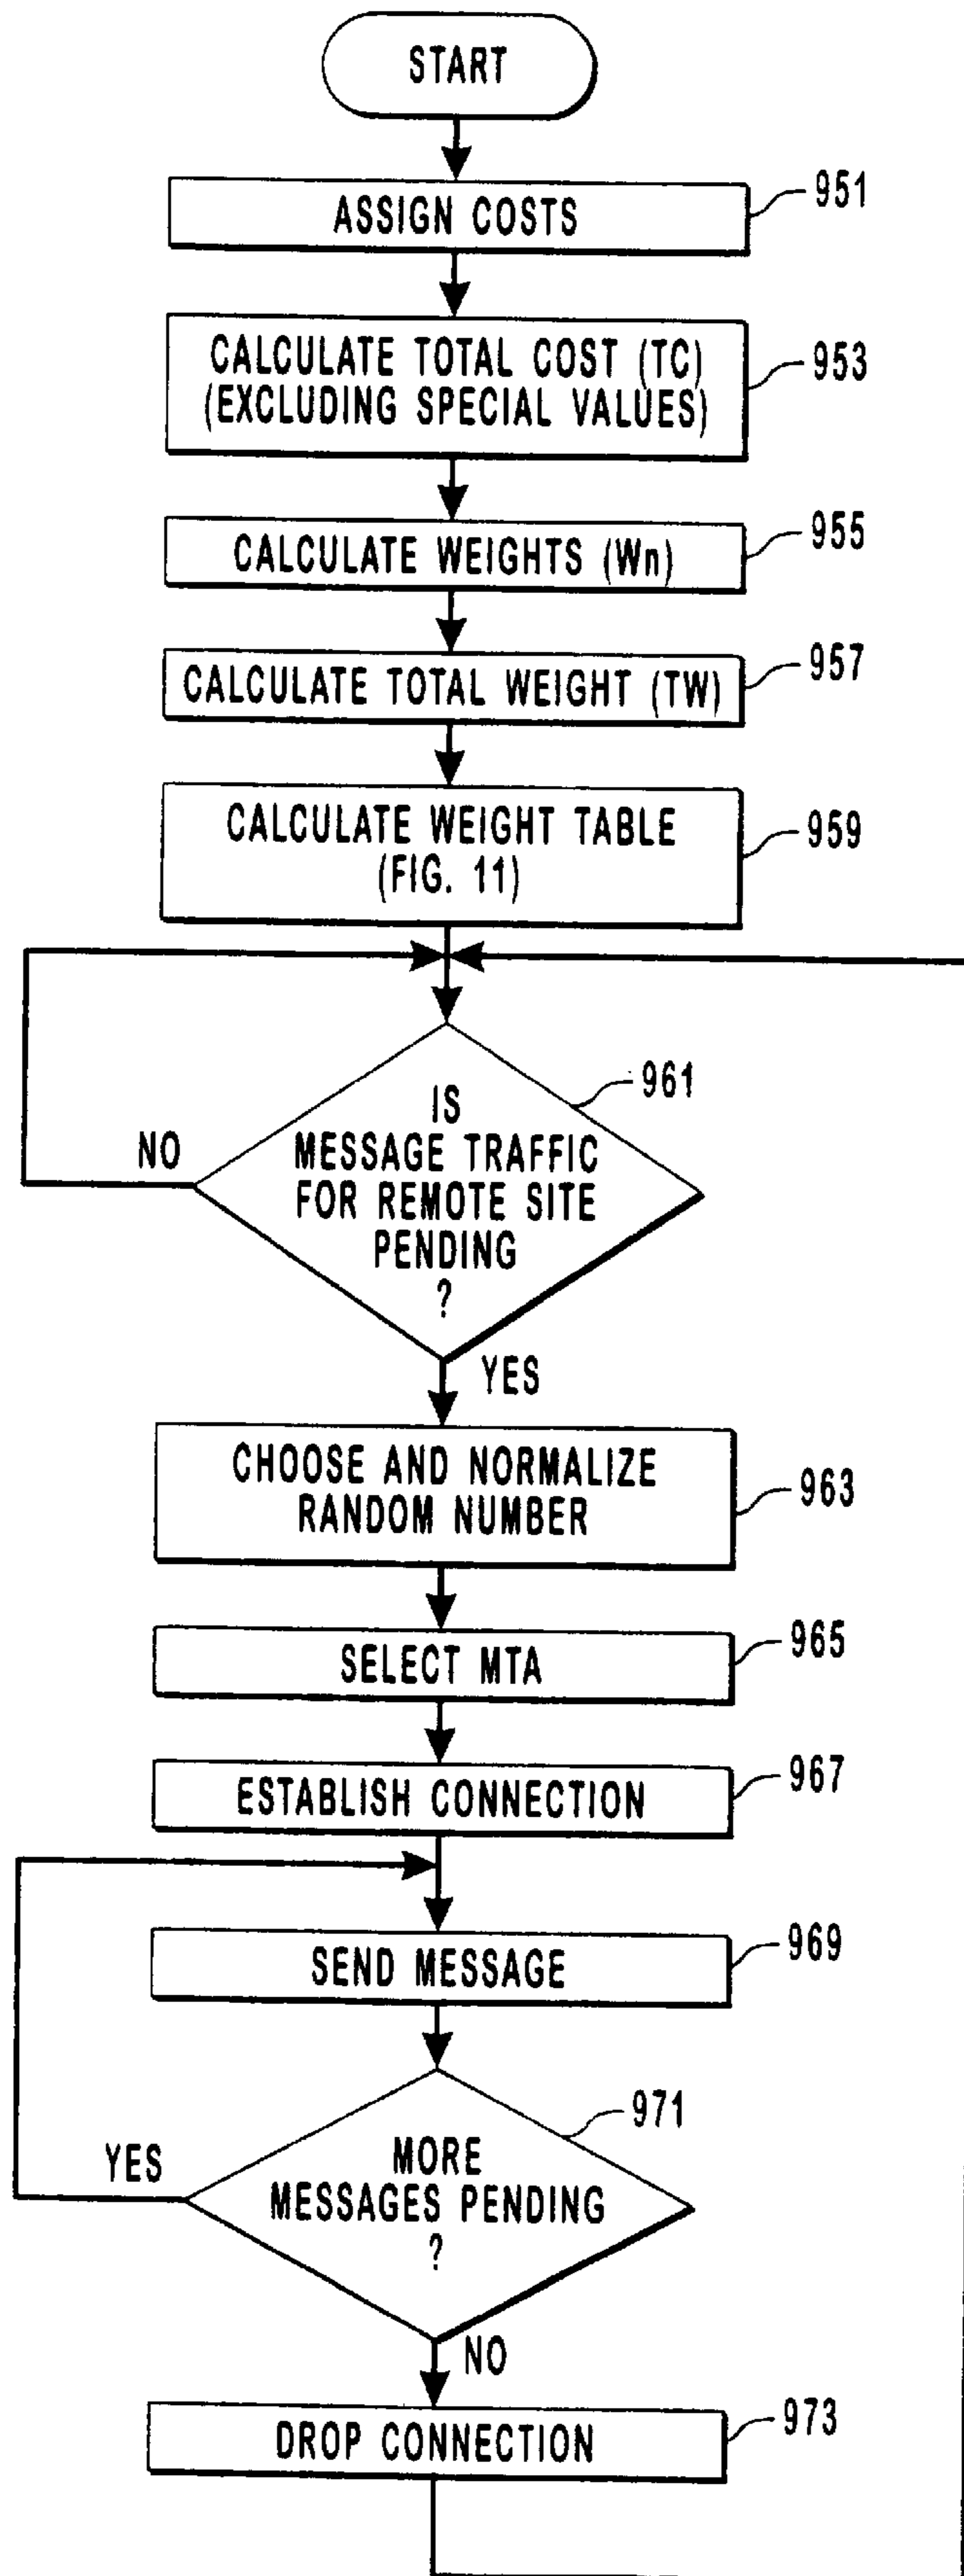 START
ASSIGN COSTS
951
CALCULATE TOTAL COST (TC)
(EXCLUDING SPECIAL VALUES)
953
CALCULATE WEIGHTS (Wn)
955
CALCULATE TOTAL WEIGHT (TW)
957
CALCULATE WEIGHT TABLE
(FIG. 11)
959
IS
MESSAGE TRAFFIC
FOR REMOTE SITE
PENDING
?
961
NO
YES
CHOOSE AND NORMALIZE
RANDOM NUMBER
963
SELECT MTA
965
ESTABLISH CONNECTION
967
SEND MESSAGE
969
MORE
MESSAGES PENDING
?
971
YES
NO
DROP CONNECTION
973